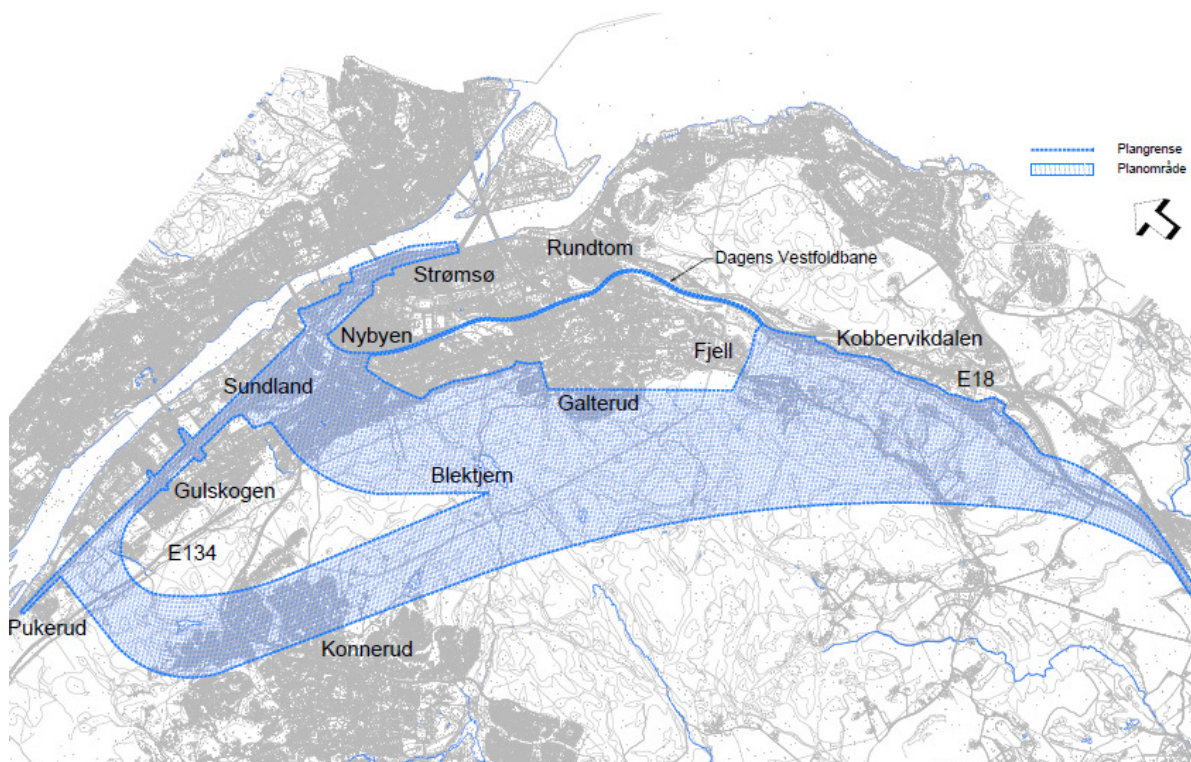 Plangrense
Planområde
Rundtom
Dagens Vestfoldbane
Strømsø
Nybyen
Kobbervikdalen
Fjell
E18
Sundland
Galterud
Blektjern
Gulskogen
E134
Pukerud
Konnerud